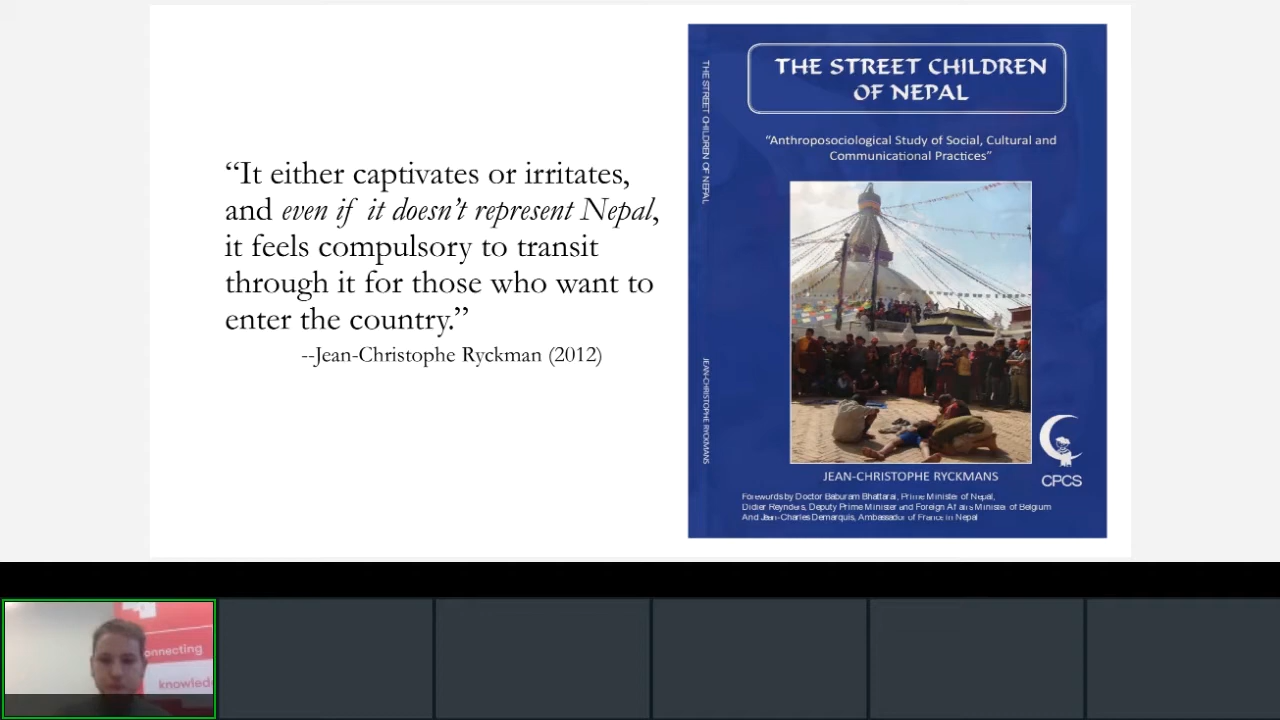 “It either captivates or irritates,
and even if it doesn’t represent Nepal,
it feels compulsory to transit
through it for those who want to
enter the country.”
--Jean-Christophe Ryckman (2012)
THE STREET CHILDREN OF NEPAL
JEAN-CHRISTOPHE RYCKMANS
THE STREET CHILDREN
OF NEPAL
“Anthroposociological Study of Social, Cultural and
Communicational Practices”
JEAN-CHRISTOPHE RYCKMANS
CPCS
Forewords by Doctor Baburam Bhattarai, Prime Minister of Nepal,
Didier Reynders, Deputy Prime Minister and Foreign Affairs Minister of Belgium
And Jean-Charles Demarquis, Ambassador of France in Nepal
onnecting
knowled